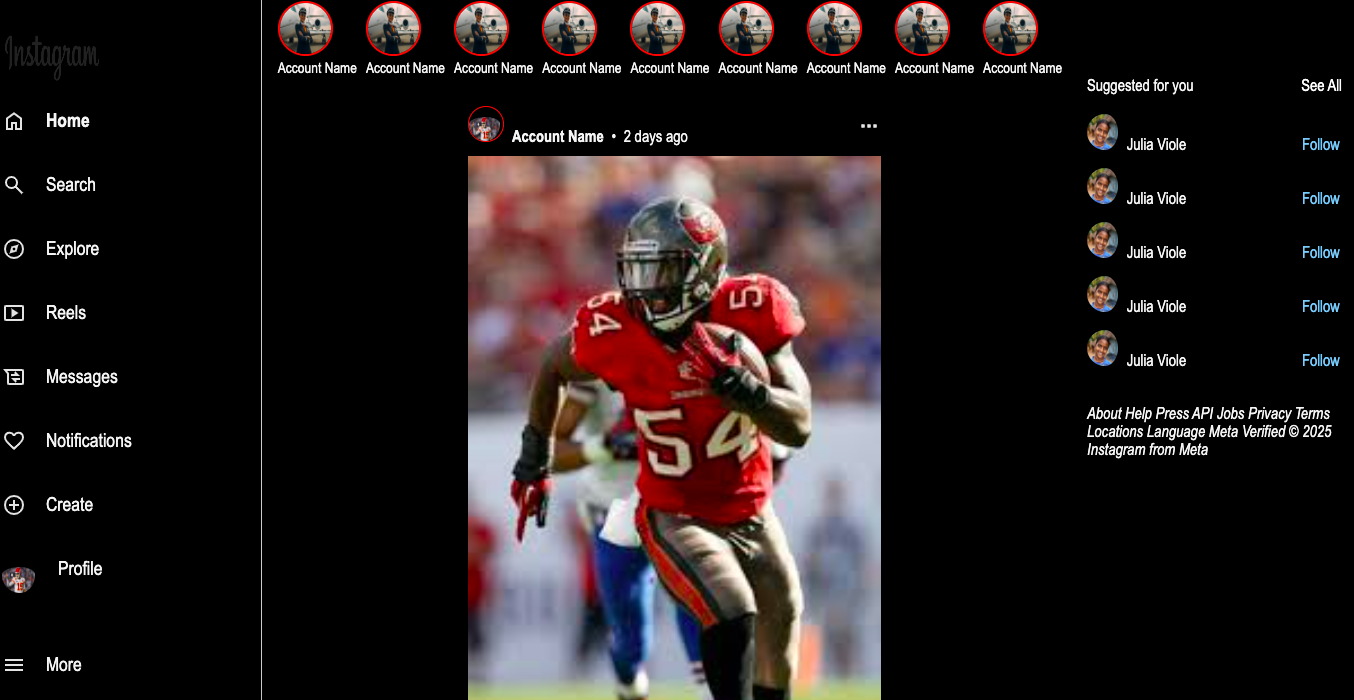 Instagram
Home
Search
Explore
Reels
Messages
Notifications
Create
Profile
More
Account Name Account Name Account Name Account Name Account Name Account Name Account Name Account Name Account Name
Account Name • 2 days ago
54
54
54
Suggested for you See All
Julia Viole Follow
Julia Viole Follow
Julia Viole Follow
Julia Viole Follow
Julia Viole Follow
About Help Press API Jobs Privacy Terms
Locations Language Meta Verified © 2025
Instagram from Meta